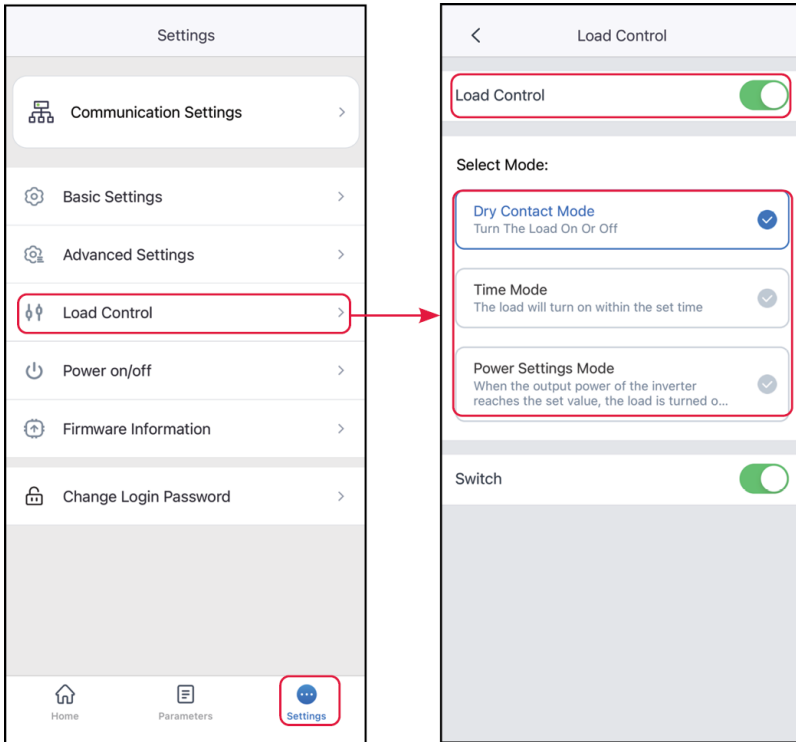 Settings
Communication Settings
Basic Settings
Advanced Settings
Load Control
Power on/off
Firmware Information
Change Login Password
Home
Parameters
Settings
Load Control
Load Control
Select Mode:
Dry Contact Mode
Turn The Load On Or Off
Time Mode
The load will turn on within the set time
Power Settings Mode
When the output power of the inverter
reaches the set value, the load is turned o...
Switch